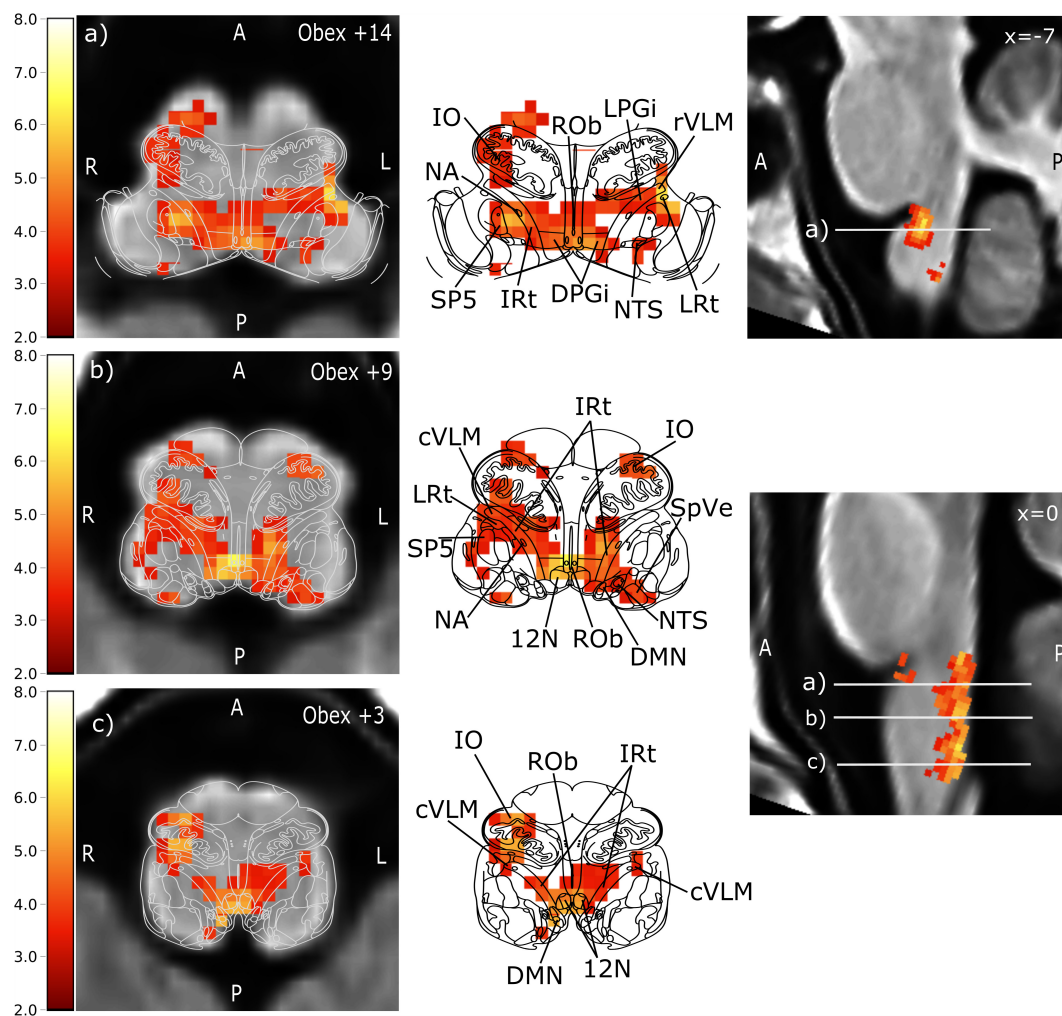 8.0
7.0
6.0
5.0
4.0
3.0
2.0
a)
A
Obex +14
R
L
P
IO
ROb
LPGi
rVLM
NA
SP5
IRt
DPGi
NTS
LRt
x=-7
A
P
a)
8.0
7.0
6.0
5.0
4.0
3.0
2.0
b)
A
Obex +9
R
L
P
IRt
cVLM
IO
LRt
SpVe
SP5
NA
12N
ROb
NTS
DMN
x=0
A
P
a)
b)
c)
8.0
7.0
6.0
5.0
4.0
3.0
2.0
c)
A
Obex +3
R
L
P
IO
ROb
IRt
cVLM
cVLM
DMN
12N